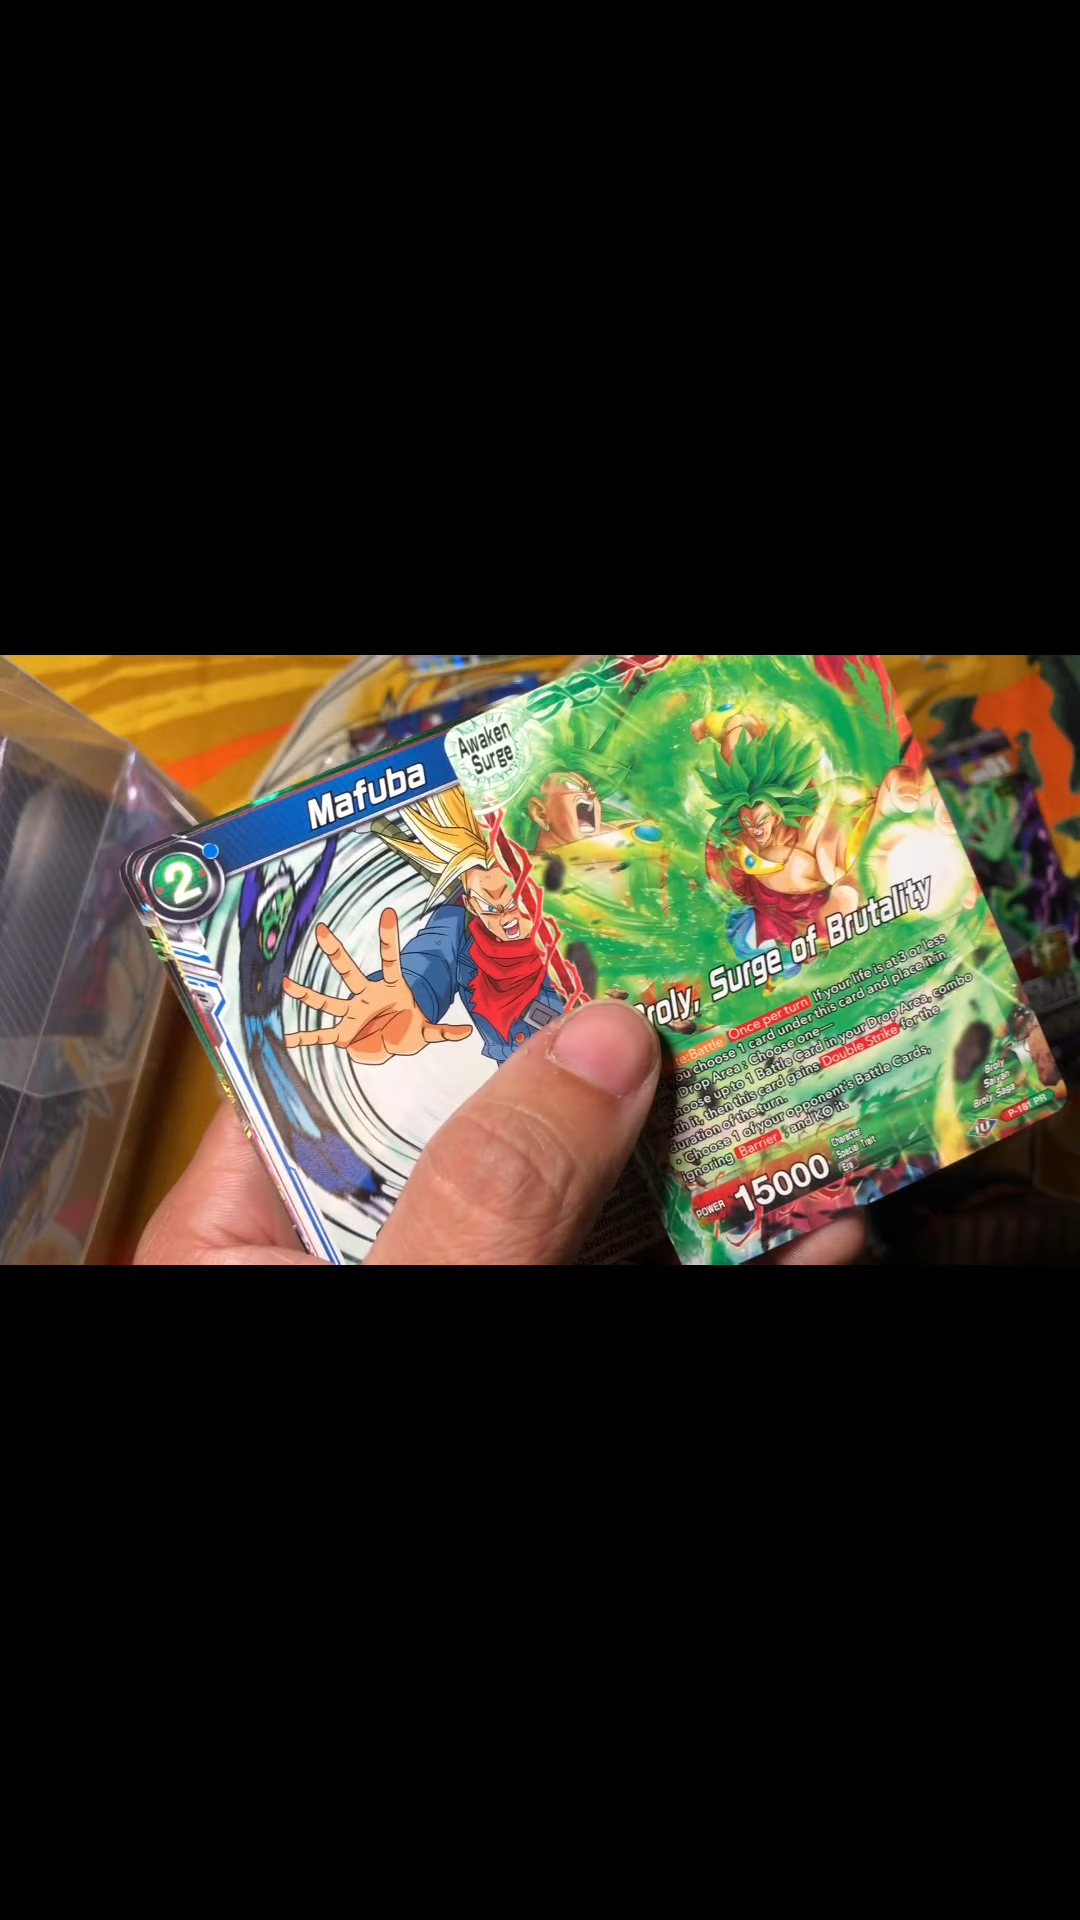 2
Mafuba
Awaken
Surge
Broly, Surge of Brutality
Battle Once per turn If your life is at 3 or less
you choose 1 card under this card and place it in
Drop Area : Choose one—
choose up to 1 Battle Card in your Drop Area, combo
with it, then this card gains Double Strike for the
duration of the turn.
• Choose 1 of your opponent's Battle Cards,
ignoring Barrier, and KO it.
POWER 15000
Character
Special Trait
Era
Broly
Saiyan
Broly Saga
P-181 PR